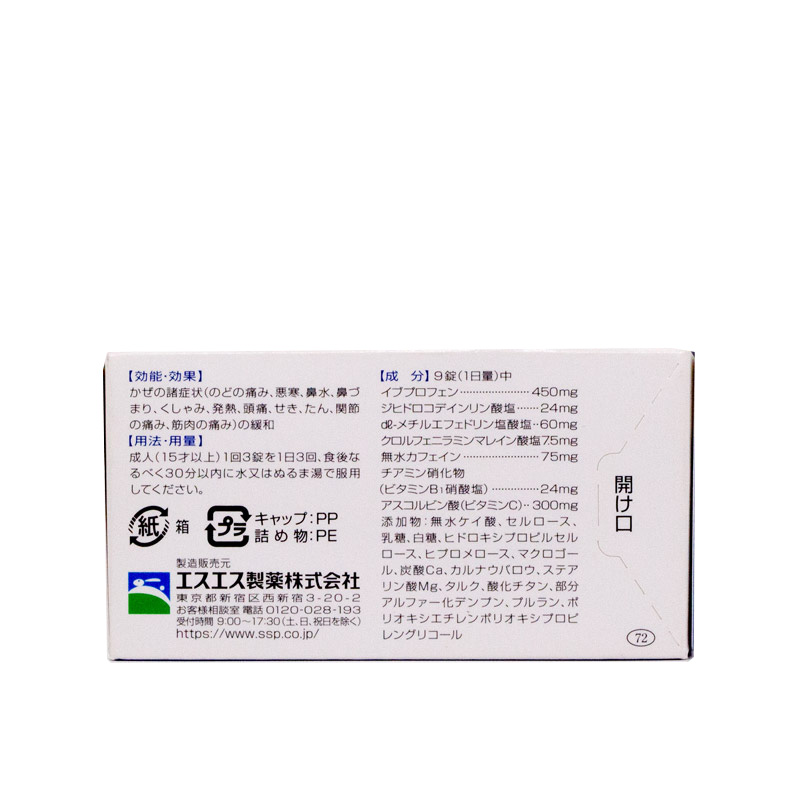 【効能・効果】
かぜの諸症状(のどの痛み、悪寒、鼻水、鼻づ
まり、くしゃみ、発熱、頭痛、せき、たん、関節
の痛み、筋肉の痛み)の緩和
【用法・用量】
成人(15才以上)1回3錠を1日3回、食後な
るべく30分以内に水又はぬるま湯で服用
してください。
紙 箱 プラ キャップ:PP
詰め物:PE
製造販売元
エスエス製薬株式会社
東京都新宿区西新宿3-20-2
お客様相談室 電話 0120-028-193
受付時間 9:00〜17:30(土、日、祝日を除く)
https://www.ssp.co.jp/
【成 分】9錠(1日量)中
イブプロフェン……………………450mg
ジヒドロコデインリン酸塩……24mg
dℓ-メチルエフェドリン塩酸塩‥60mg
クロルフェニラミンマレイン酸塩7.5mg
無水カフェイン……………………75mg
チアミン硝化物
(ビタミンB1硝酸塩)……………24mg
アスコルビン酸(ビタミンC)‥300mg
添加物:無水ケイ酸、セルロース、
乳糖、白糖、ヒドロキシプロピルセル
ロース、ヒプロメロース、マクロゴー
ル、炭酸Ca、カルナウバロウ、ステア
リン酸Mg、タルク、酸化チタン、部分
アルファー化デンプン、プルラン、ポ
リオキシエチレンポリオキシプロピ
レングリコール
開け口
72